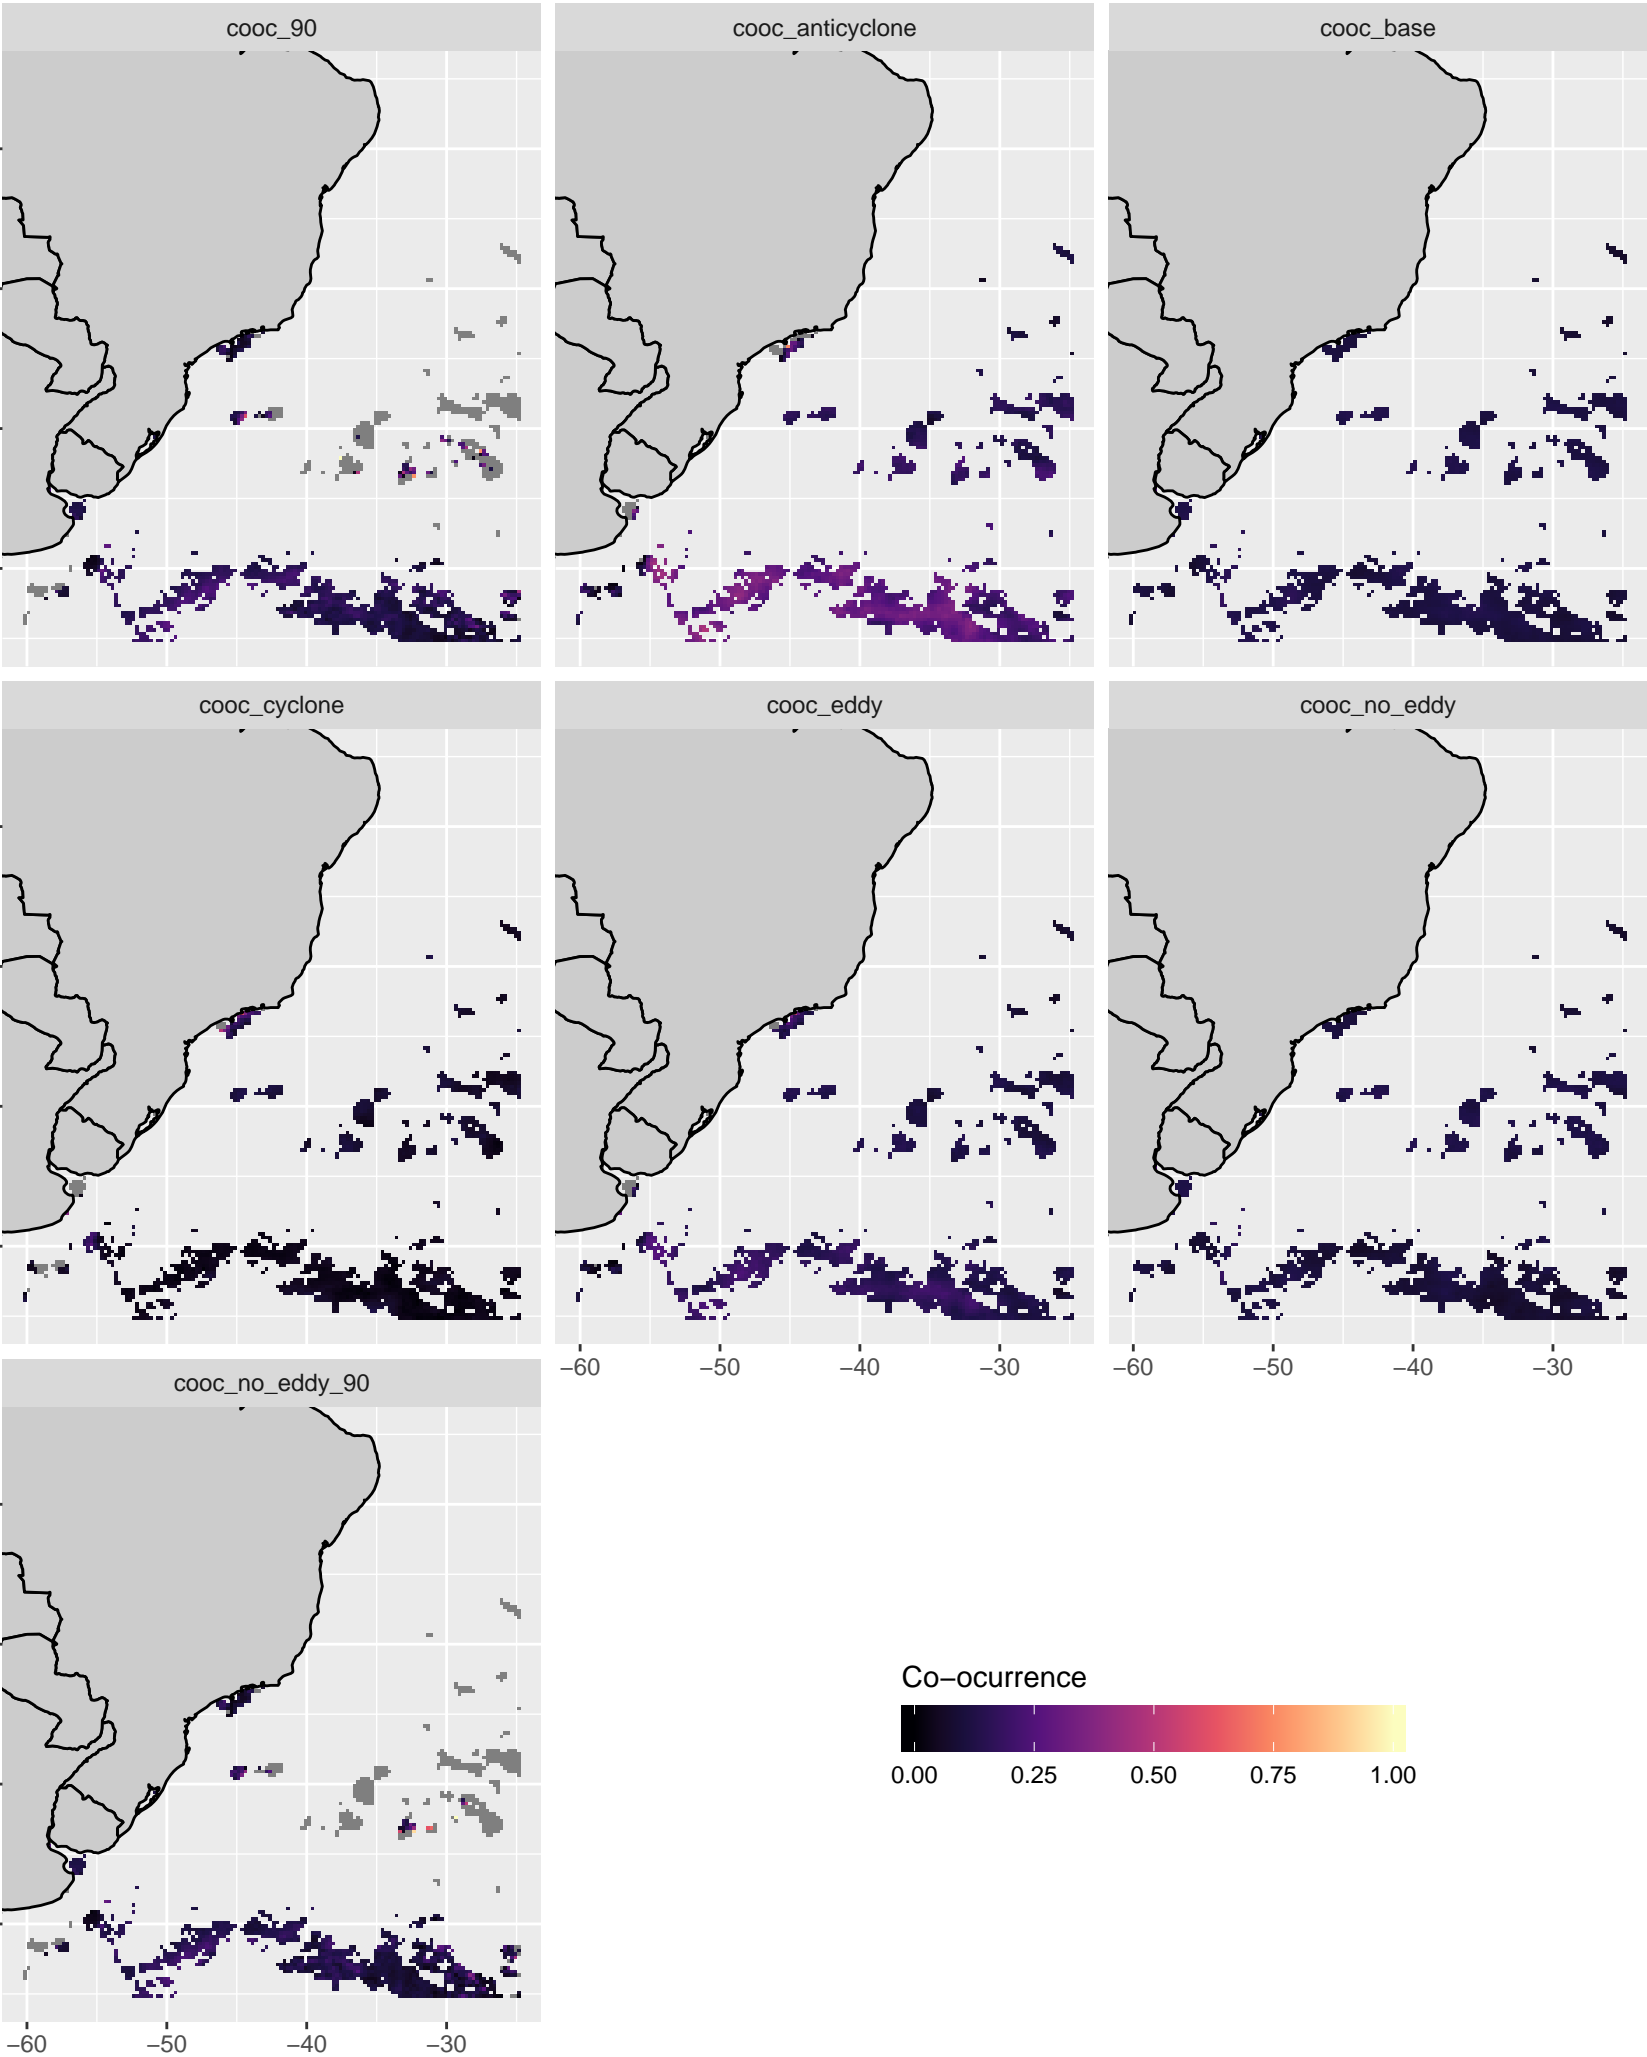 cooc_90
cooc_anticyclone
cooc_base
cooc_cyclone
cooc_eddy
cooc_no_eddy
−60 −50 −40 −30
−60 −50 −40 −30
cooc_no_eddy_90
Co−ocurrence
0.00 0.25 0.50 0.75 1.00
−60 −50 −40 −30